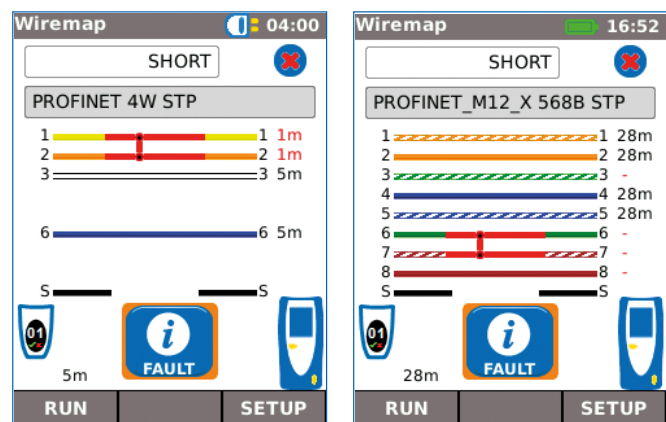 Wiremap 04:00
SHORT
PROFINET 4W STP
1 1 1m
2 2 1m
3 3 5m
6 6 5m
S S
01
i
FAULT
5m
RUN SETUP
Wiremap 16:52
SHORT
PROFINET_M12_X 568B STP
1 1 28m
2 2 28m
3 3 -
4 4 28m
5 5 28m
6 6 -
7 7 -
8 8 -
S S
01
i
FAULT
28m
RUN SETUP